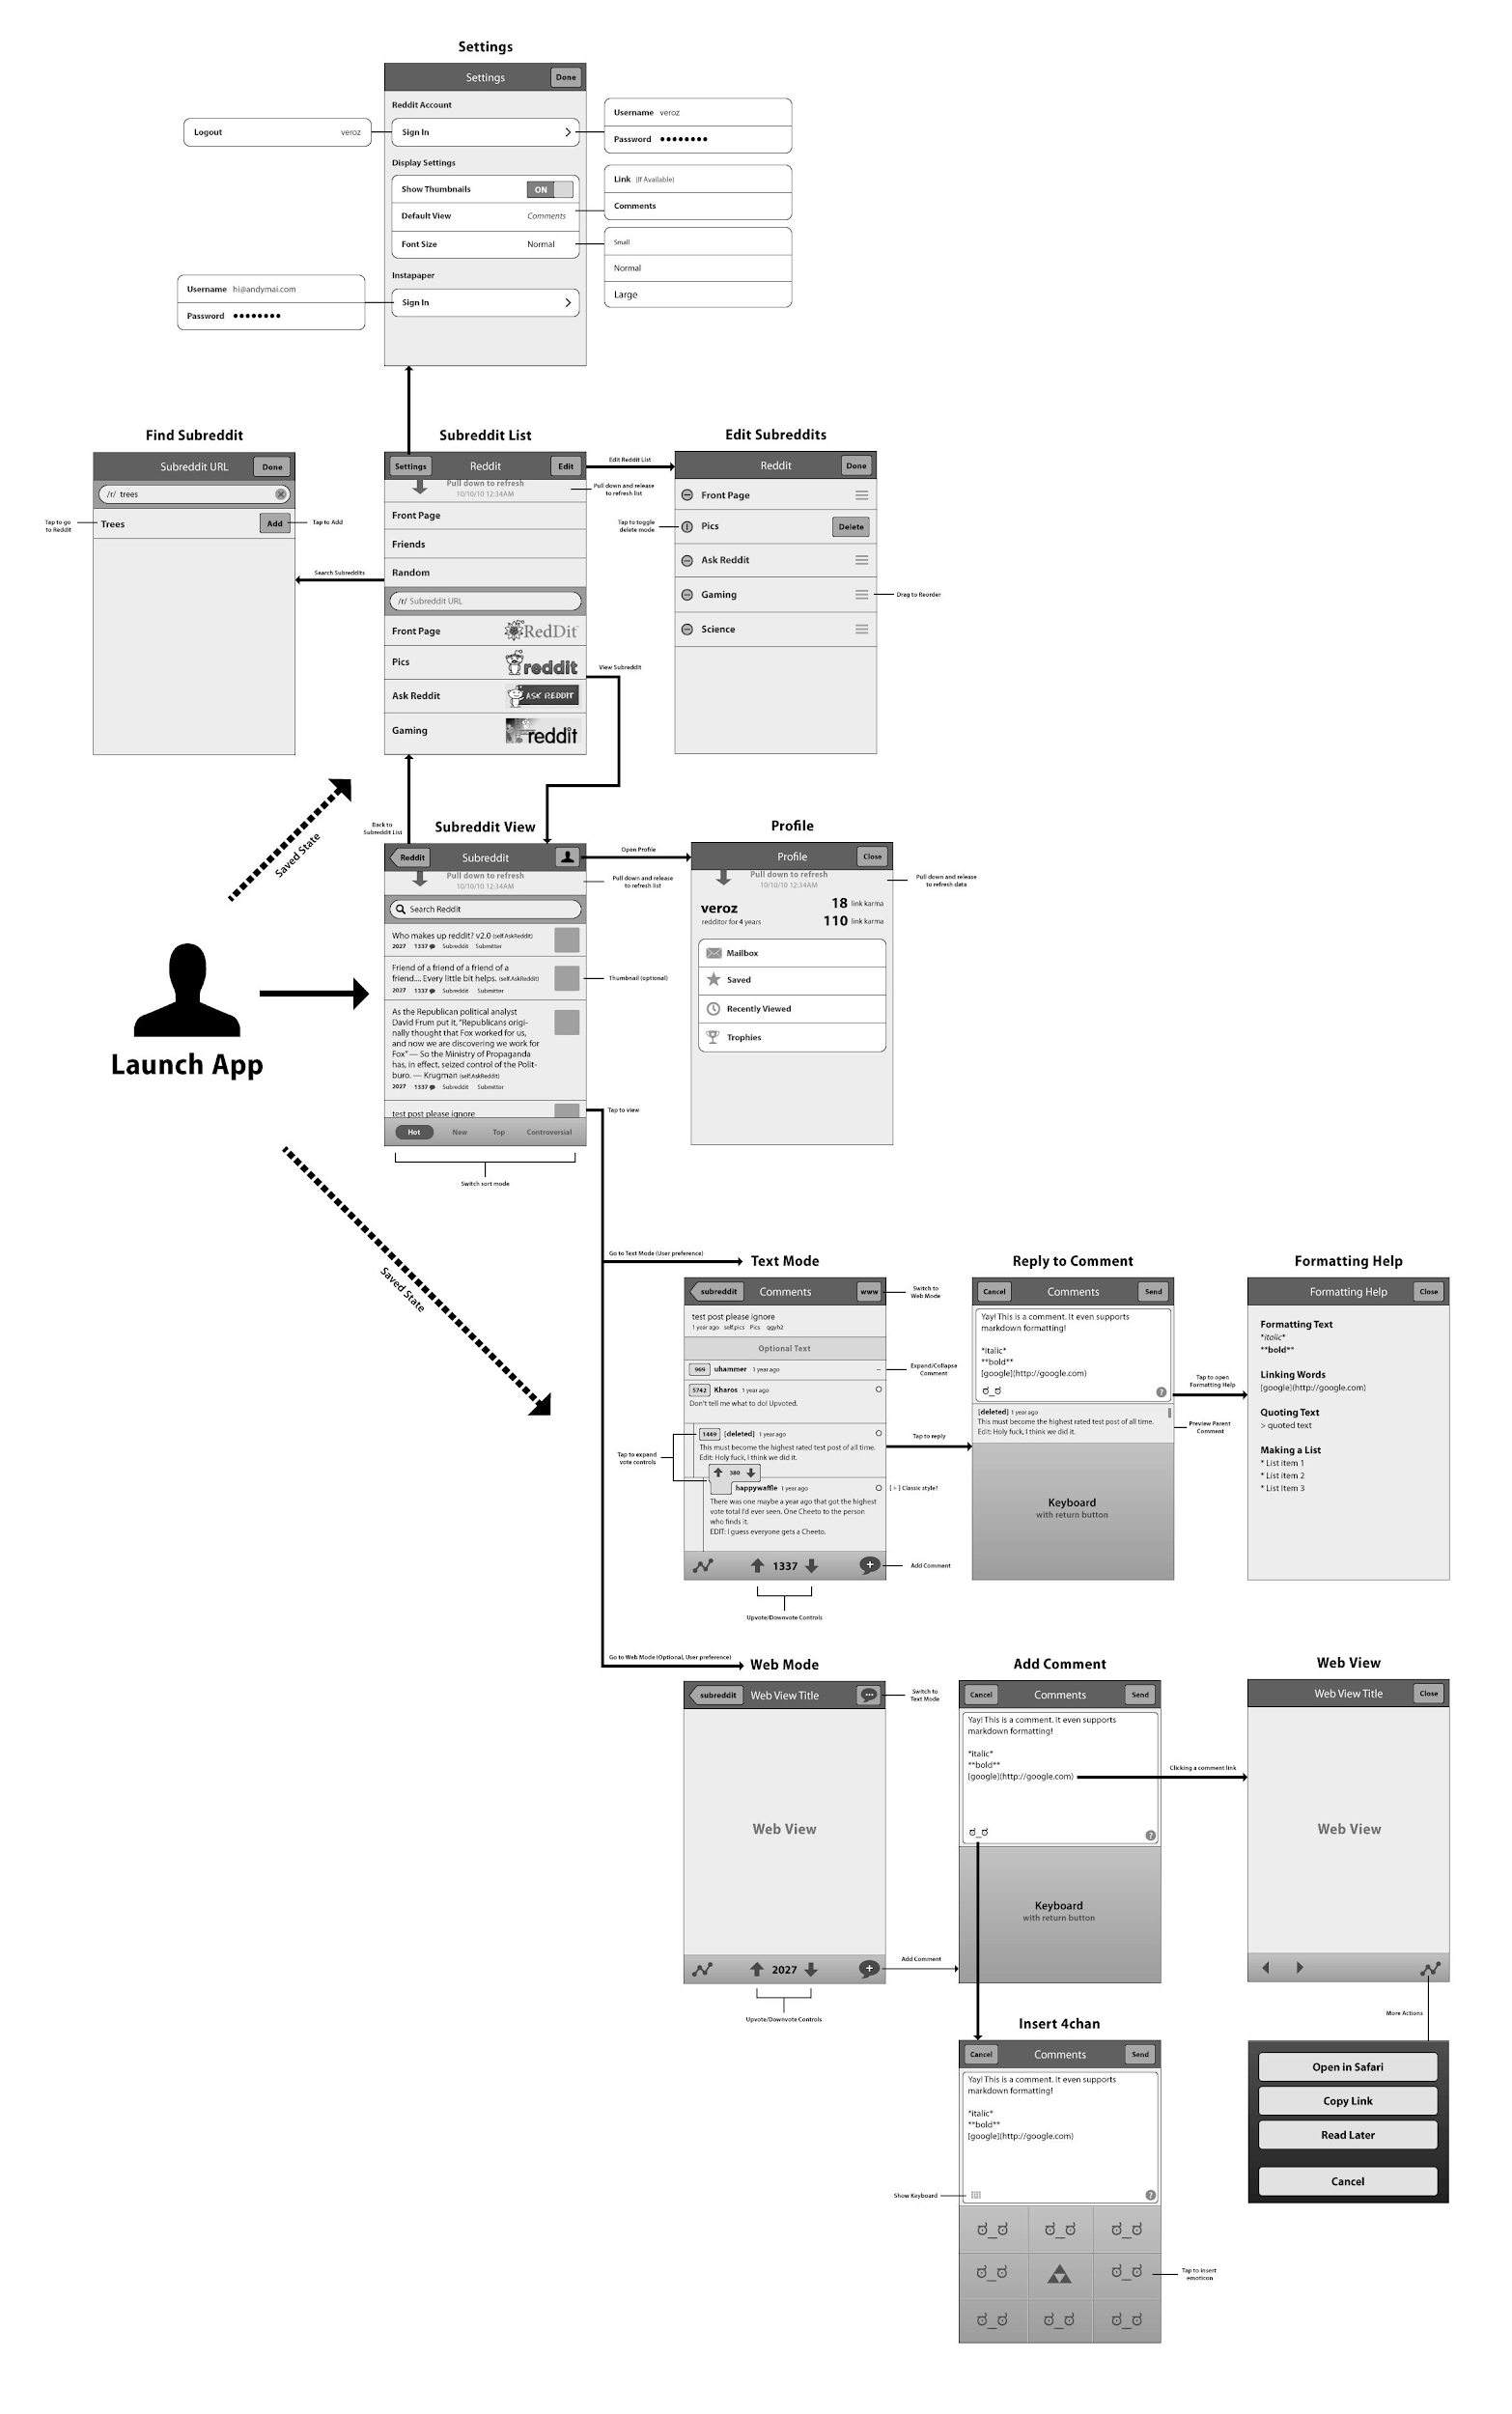 Settings
Settings
Done
Reddit Account
Logout veroz
Sign In
Username veroz
Password
Display Settings
Show Thumbnails ON
Default View Comments
Font Size Normal
Link (If Available)
Comments
Small
Normal
Large
Instapaper
Sign In
Username hi@andymai.com
Password
Find Subreddit
Subreddit URL
Done
/r/ trees
Trees
Add
Tap to go
to Reddit
Tap to Add
Search Subreddits
Subreddit List
Settings
Reddit
Edit
Pull down to refresh
10/10/10 12:34AM
Front Page
Friends
Random
/r/ Subreddit URL
Front Page
RedDit
Pics
reddit
Ask Reddit
ASK REDDIT
Gaming
reddit
Edit Reddit List
Pull down and release
to refresh list
View Subreddit
Edit Subreddits
Reddit
Done
Front Page
Pics
Delete
Ask Reddit
Gaming
Science
Tap to toggle
delete mode
Drag to Reorder
Saved State
Launch App
Saved State
Back to
Subreddit List
Subreddit View
Reddit
Subreddit
Pull down to refresh
10/10/10 12:34AM
Search Reddit
Who makes up reddit? v2.0 (self.AskReddit)
2027 1337 Subreddit Submitter
Friend of a friend of a friend of a
friend.... Every little bit helps. (self.AskReddit)
2027 1337 Subreddit Submitter
As the Republican political analyst
David Frum put it, "Republicans origi-
nally thought that Fox worked for us,
and now we are discovering we work for
Fox" — So the Ministry of Propaganda
has, in effect, seized control of the Polit-
buro. — Krugman (self.AskReddit)
2027 1337 Subreddit Submitter
test post please ignore
Hot New Top Controversial
Switch sort mode
Open Profile
Pull down and release
to refresh list
Thumbnail (optional)
Tap to view
Profile
Profile
Close
Pull down to refresh
10/10/10 12:34AM
veroz
redditor for 4 years
18 link karma
110 link karma
Mailbox
Saved
Recently Viewed
Trophies
Pull down and release
to refresh data
Go to Text Mode (User preference)
Text Mode
subreddit
Comments
www
test post please ignore
1 year ago self.pics Pics qgyh2
Optional Text
969 uhammer 1 year ago
5742 Kharos 1 year ago
Don't tell me what to do! Upvoted.
1449 [deleted] 1 year ago
This must become the highest rated test post of all time.
Edit: Holy fuck, I think we did it.
380
happywaffle 1 year ago
There was one maybe a year ago that got the highest
vote total I'd ever seen. One Cheeto to the person
who finds it.
EDIT: I guess everyone gets a Cheeto.
1337
Switch to
Web Mode
Expand/Collapse
Comment
Tap to expand
vote controls
Tap to reply
[ + ] Classic style?
Add Comment
Upvote/Downvote Controls
Reply to Comment
Cancel
Comments
Send
Yay! This is a comment. It even supports
markdown formatting!
*italic*
**bold**
[google](http://google.com)
ಠ_ಠ
?
[deleted] 1 year ago
This must become the highest rated test post of all time.
Edit: Holy fuck, I think we did it.
Keyboard
with return button
Tap to open
Formatting Help
Preview Parent
Comment
Formatting Help
Formatting Help
Close
Formatting Text
*italic*
**bold**
Linking Words
[google](http://google.com)
Quoting Text
> quoted text
Making a List
* List item 1
* List item 2
* List item 3
Go to Web Mode (Optional, User preference)
Web Mode
subreddit
Web View Title
Switch to
Text Mode
Web View
2027
Upvote/Downvote Controls
Add Comment
Add Comment
Cancel
Comments
Send
Yay! This is a comment. It even supports
markdown formatting!
*italic*
**bold**
[google](http://google.com)
ಠ_ಠ
?
Keyboard
with return button
Clicking a comment link
Web View
Web View Title
Close
Web View
More Actions
Open in Safari
Copy Link
Read Later
Cancel
Insert 4chan
Cancel
Comments
Send
Yay! This is a comment. It even supports
markdown formatting!
*italic*
**bold**
[google](http://google.com)
Show Keyboard
?
ಠ_ಠ ಠ_ಠ ಠ_ಠ
ಠ_ಠ ಠ_ಠ
ಠ_ಠ ಠ_ಠ ಠ_ಠ
Tap to insert
emoticon